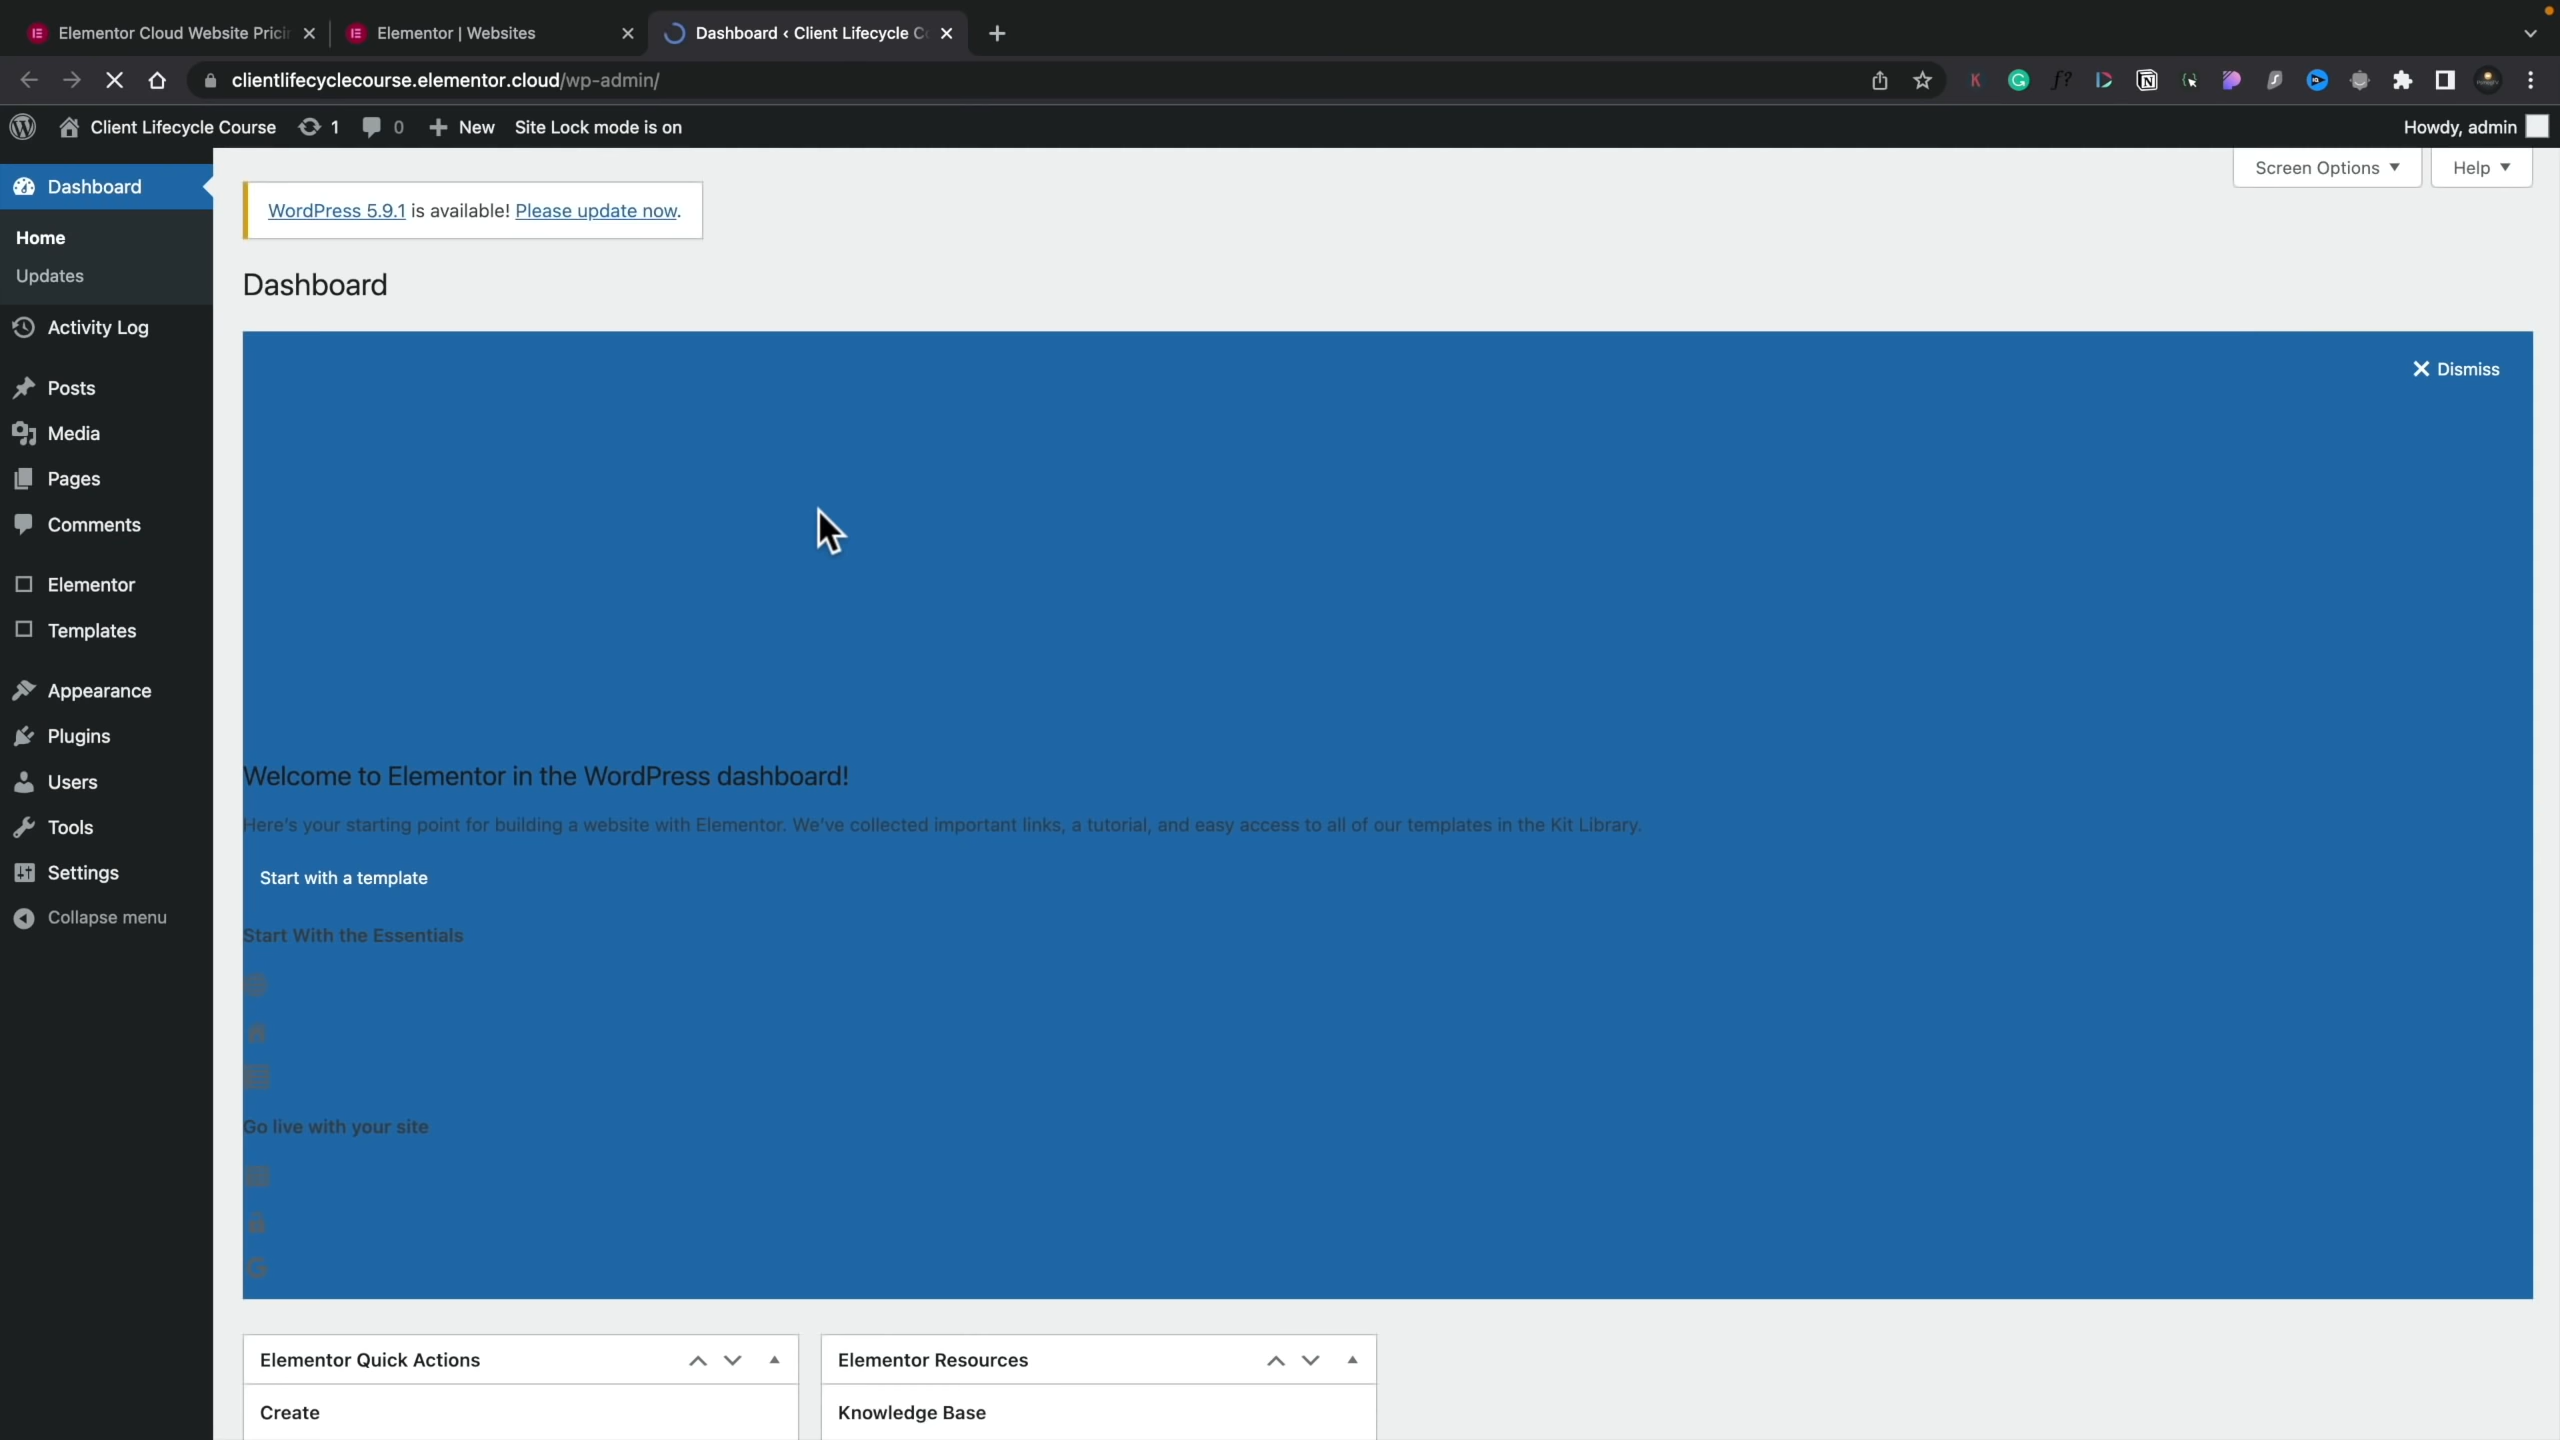 Elementor Cloud Website Prici
Elementor | Websites
Dashboard ‹ Client Lifecycle C
clientlifecyclecourse.elementor.cloud/wp-admin/
Client Lifecycle Course 1 0 New Site Lock mode is on
Howdy, admin
Screen Options
Help
Dashboard
Home
Updates
Activity Log
Posts
Media
Pages
Comments
Elementor
Templates
Appearance
Plugins
Users
Tools
Settings
Collapse menu
WordPress 5.9.1 is available! Please update now.
Dashboard
Dismiss
Welcome to Elementor in the WordPress dashboard!
Here's your starting point for building a website with Elementor. We've collected important links, a tutorial, and easy access to all of our templates in the Kit Library.
Start with a template
Start With the Essentials
Go live with your site
Elementor Quick Actions
Create
Elementor Resources
Knowledge Base